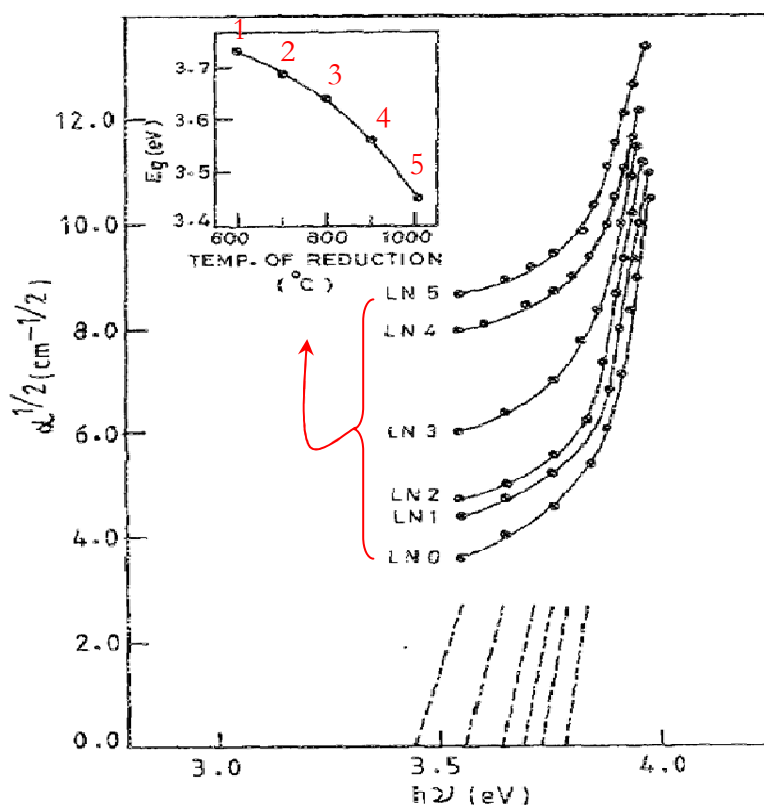 1
2
3
4
5
3.7
3.6
3.5
3.4
Eg (eV)
600
800
1000
TEMP. OF REDUCTION
(°C)
12.0
10.0
8.0
6.0
4.0
2.0
0.0
α1/2 (cm-1/2)
LN 5
LN 4
LN 3
LN 2
LN 1
LN 0
3.0
3.5
4.0
hν (eV)